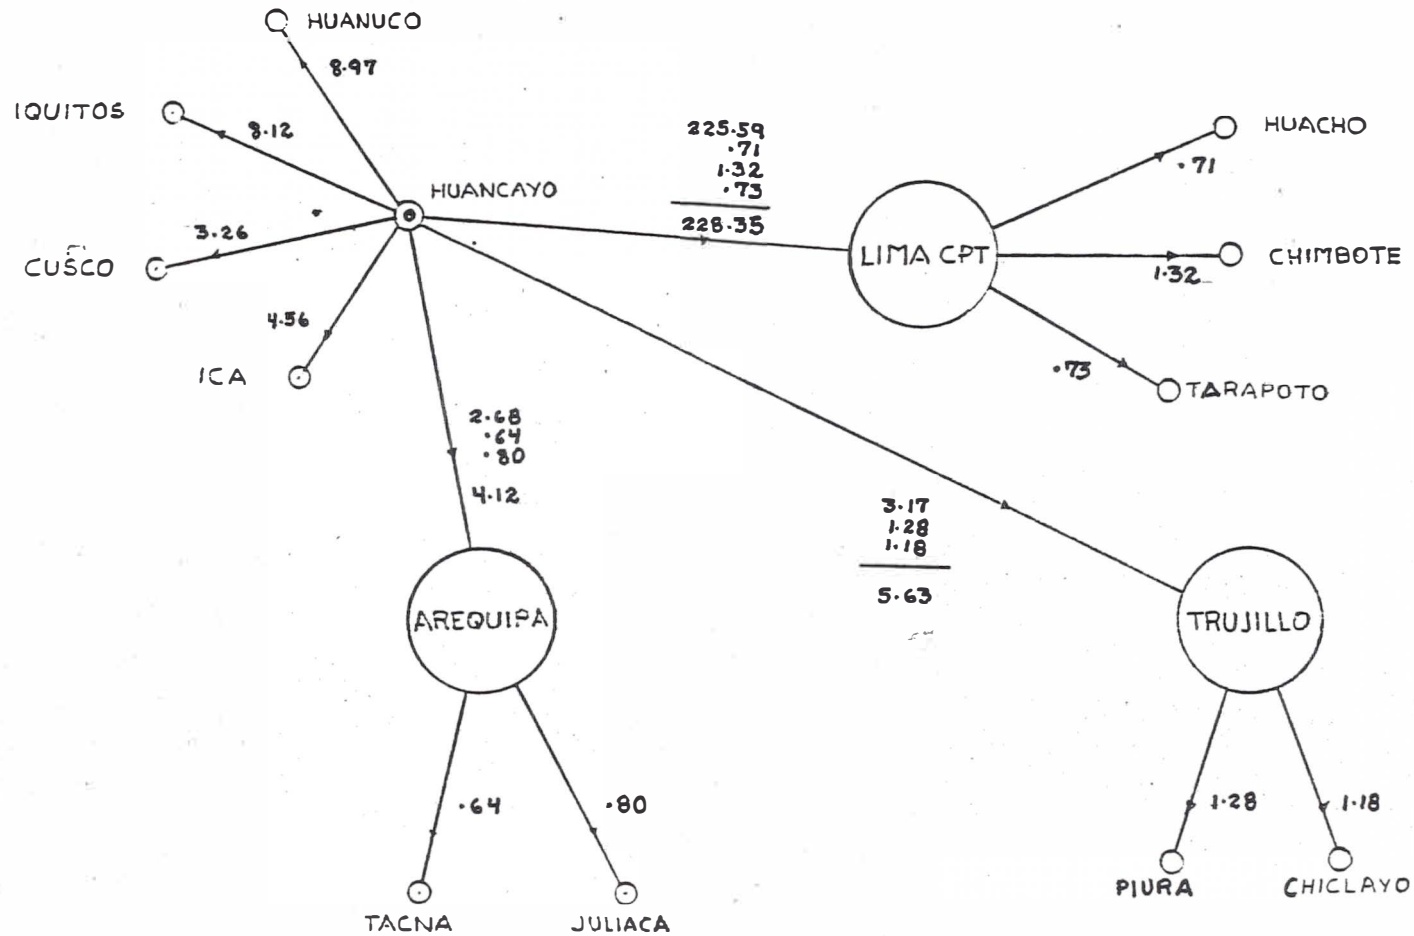 HUANUCO
8.97
IQUITOS
8.12
225.59
.71
1.32
.73
228.35
HUACHO
.71
HUANCAYO
3.26
CUSCO
LIMA CPT
CHIMBOTE
1.32
4.56
ICA
.73
TARAPOTO
2.68
.64
.80
4.12
3.17
1.28
1.18
5.63
AREQUIPA
TRUJILLO
.64
.80
1.28
1.18
PIURA
CHICLAYO
TACNA
JULIACA